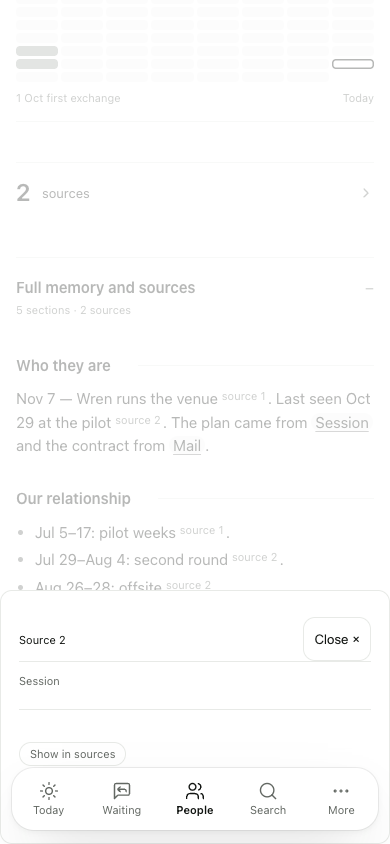 1 Oct first exchange Today
2 sources
Full memory and sources –
5 sections · 2 sources
Who they are
Nov 7 — Wren runs the venue source 1 . Last seen Oct
29 at the pilot source 2 . The plan came from Session
and the contract from Mail .
Our relationship
• Jul 5–17: pilot weeks source 1 .
• Jul 29–Aug 4: second round source 2 .
• Aug 26–28: offsite source 2
Source 2 Close ×
Session
Show in sources
Today Waiting People Search More